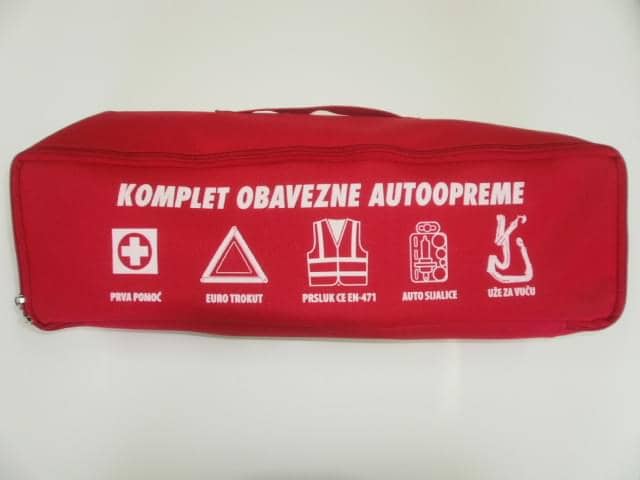 KOMPLET OBAVEZNE AUTOOPREME
PRVA POMOĆ
EURO TROKUT
PRSLUK CE EN-471
AUTO SIJALICE
UŽE ZA VUČU